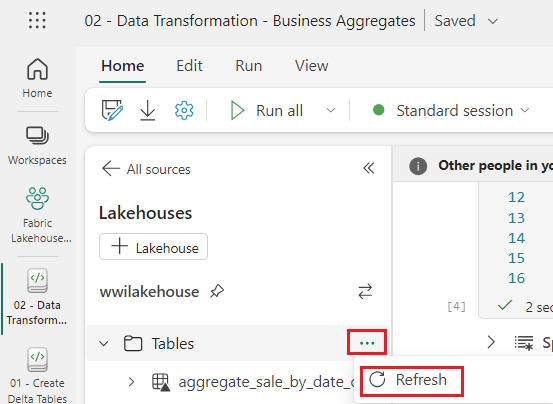 02 - Data Transformation - Business Aggregates
Saved
Home
Edit
Run
View
Run all
Standard session
Home
Workspaces
Fabric
Lakehouse...
02 - Data
Transform...
01 - Create
Delta Tables
All sources
Lakehouses
Lakehouse
wwilakehouse
Tables
aggregate_sale_by_date_
Refresh
Other people in yo
12
13
14
15
16
[4]
2 sec
Sp